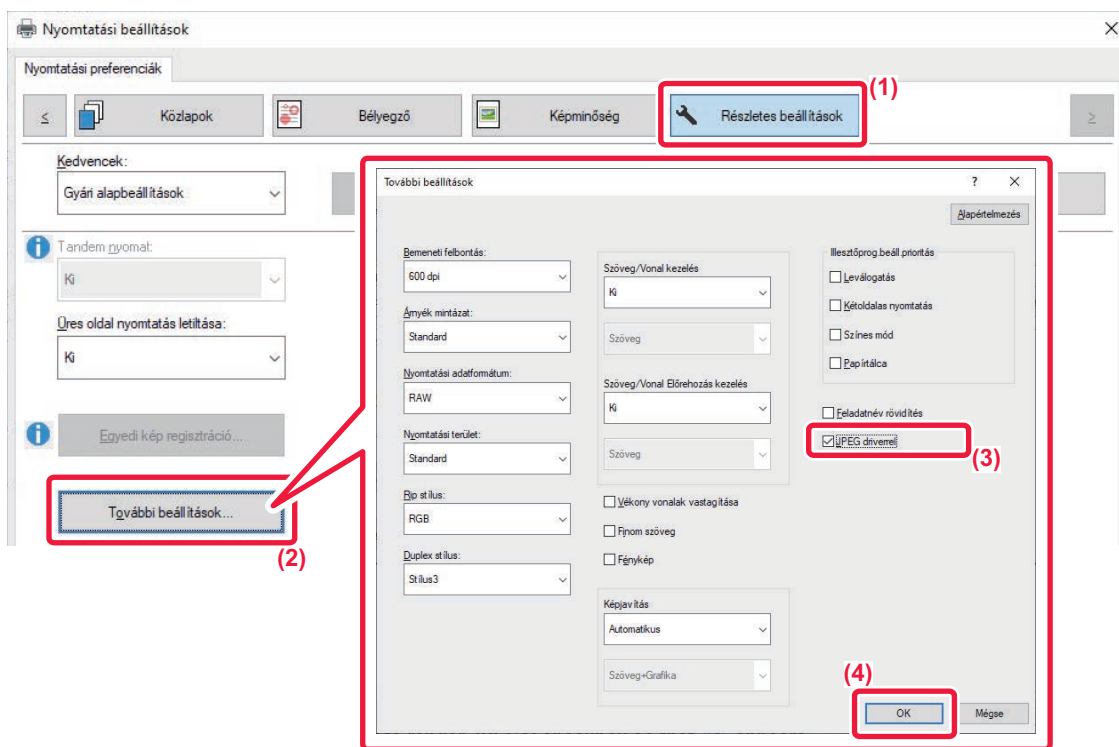 Nyomtatási beállítások
Nyomtatási preferenciák
(1)
< Közlapok Bélyegző Képminőség Részletes beállítások >
Kedvencek:
Gyári alapbeállítások
Tandem nyomat:
Ki
Üres oldal nyomtatás letiltása:
Ki
Egyedi kép regisztráció...
További beállítások...
(2)
További beállítások ?
Alapértelmezés
Bemeneti felbontás:
600 dpi
Árnyék mintázat:
Standard
Nyomtatási adatformátum:
RAW
Nyomtatási terület:
Standard
Rip stílus:
RGB
Duplex stílus:
Stílus3
Szöveg/Vonal kezelés
Ki
Szöveg
Szöveg/Vonal Előrehozás kezelés
Ki
Szöveg
Vékony vonalak vastagítása
Finom szöveg
Fénykép
Képjavítás
Automatikus
Szöveg+Grafika
Illesztőprog.beáll prioritás
Leválogatás
Kétoldalas nyomtatás
Színes mód
Papírtálca
Feladatnév rövidítés
JPEG driverrel
(3)
(4)
OK Mégse